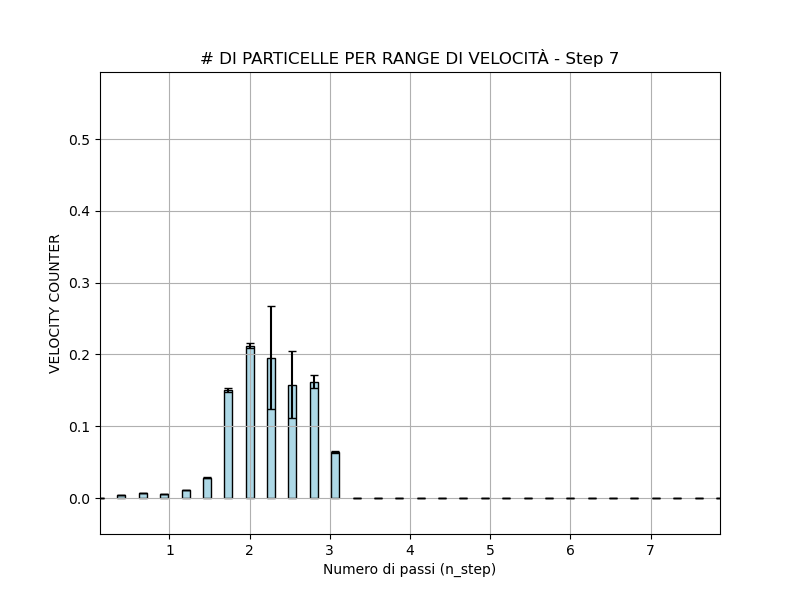 # DI PARTICELLE PER RANGE DI VELOCITÀ - Step 7
VELOCITY COUNTER
0.5
0.4
0.3
0.2
0.1
0.0
1 2 3 4 5 6 7
Numero di passi (n_step)